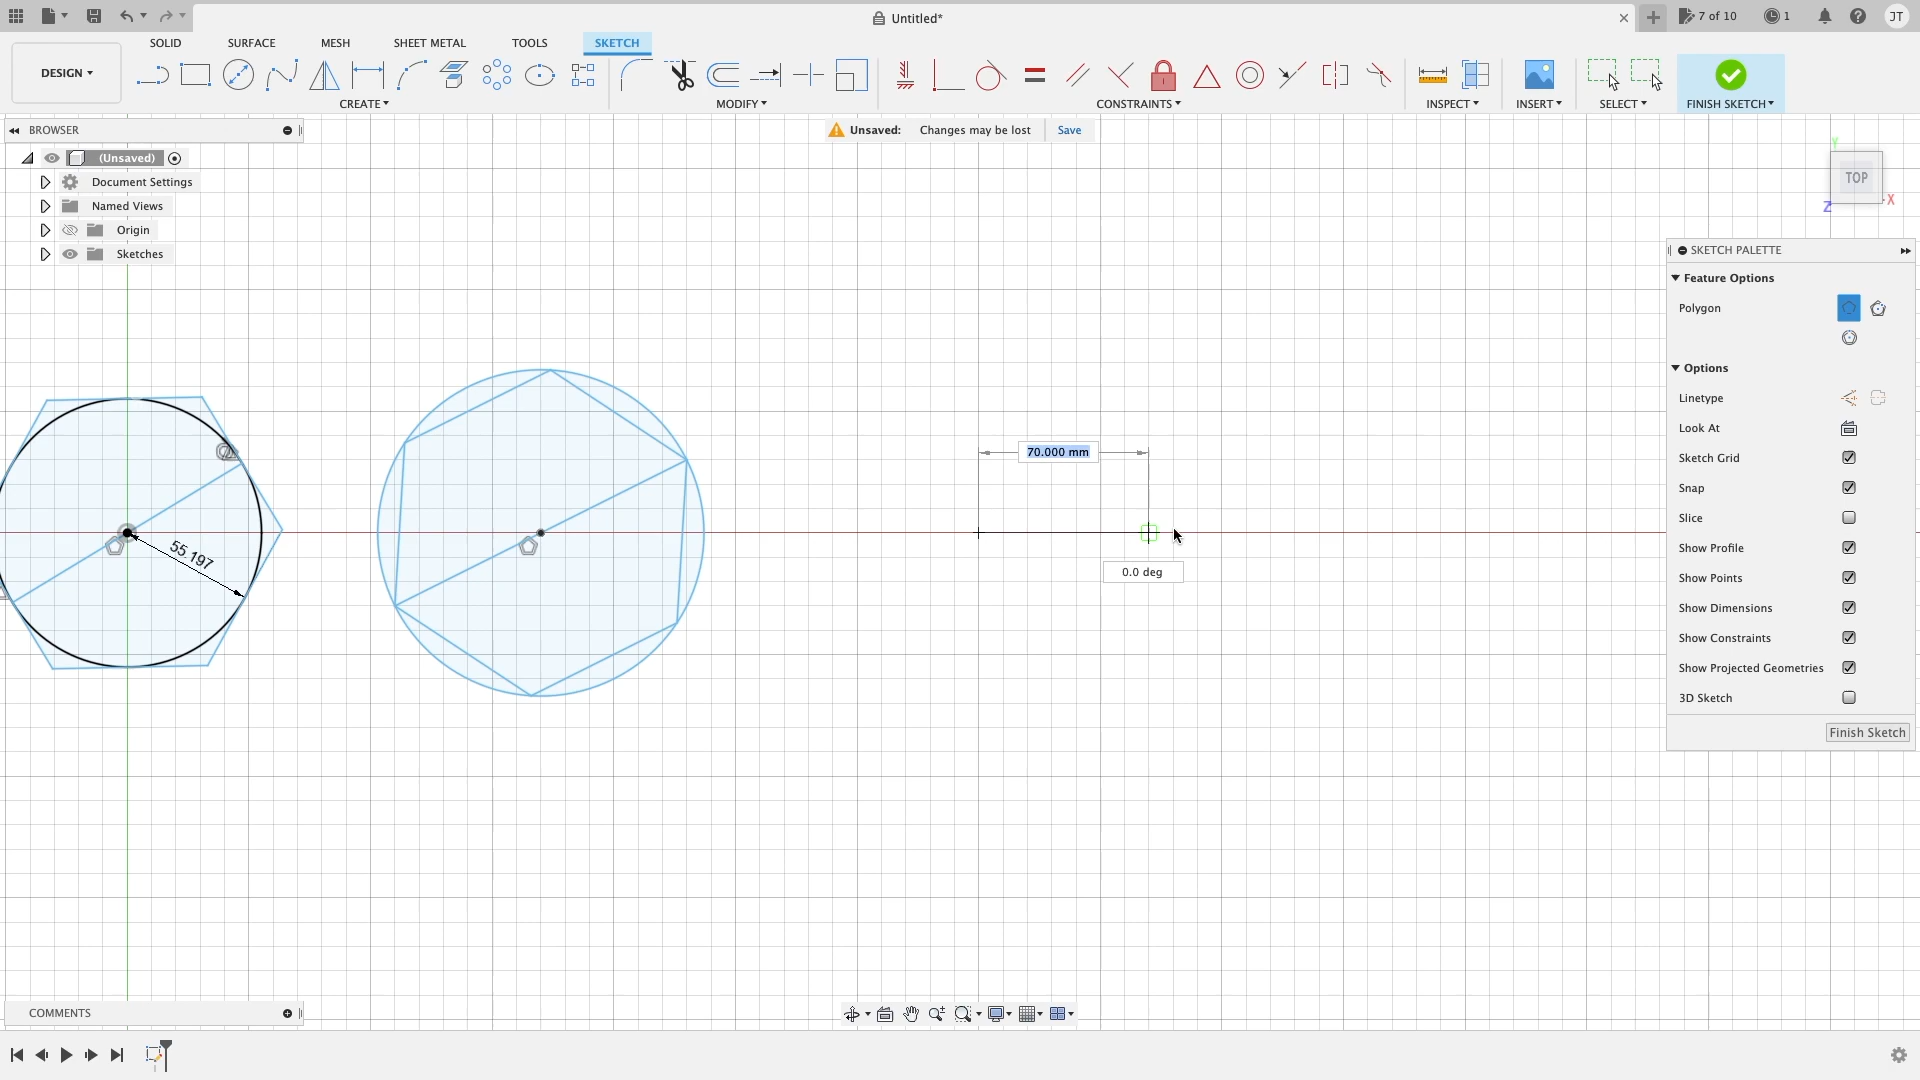 Untitled*
7 of 10
1
JT
DESIGN
SOLID
SURFACE
MESH
SHEET METAL
TOOLS
SKETCH
CREATE
MODIFY
CONSTRAINTS
INSPECT
INSERT
SELECT
FINISH SKETCH
BROWSER
Unsaved: Changes may be lost Save
(Unsaved)
Document Settings
Named Views
Origin
Sketches
Y
TOP
X
Z
SKETCH PALETTE
Feature Options
Polygon
Options
Linetype
Look At
Sketch Grid
Snap
Slice
Show Profile
Show Points
Show Dimensions
Show Constraints
Show Projected Geometries
3D Sketch
Finish Sketch
70.000 mm
0.0 deg
55.197
COMMENTS